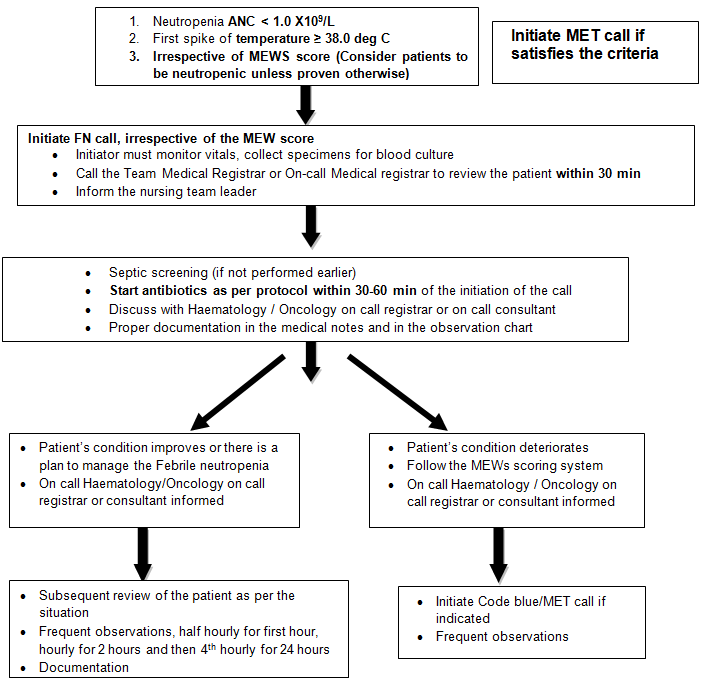 1. Neutropenia ANC < 1.0 X10⁹/L
2. First spike of temperature ≥ 38.0 deg C
3. Irrespective of MEWS score (Consider patients to
be neutropenic unless proven otherwise)
Initiate MET call if
satisfies the criteria
Initiate FN call, irrespective of the MEW score
• Initiator must monitor vitals, collect specimens for blood culture
• Call the Team Medical Registrar or On-call Medical registrar to review the patient within 30 min
• Inform the nursing team leader
• Septic screening (if not performed earlier)
• Start antibiotics as per protocol within 30-60 min of the initiation of the call
• Discuss with Haematology / Oncology on call registrar or on call consultant
• Proper documentation in the medical notes and in the observation chart
• Patient's condition improves or there is a
plan to manage the Febrile neutropenia
• On call Haematology/Oncology on call
registrar or consultant informed
• Patient's condition deteriorates
• Follow the MEWs scoring system
• On call Haematology / Oncology on
call registrar or consultant informed
• Subsequent review of the patient as per the
situation
• Frequent observations, half hourly for first hour,
hourly for 2 hours and then 4th hourly for 24 hours
• Documentation
• Initiate Code blue/MET call if
indicated
• Frequent observations